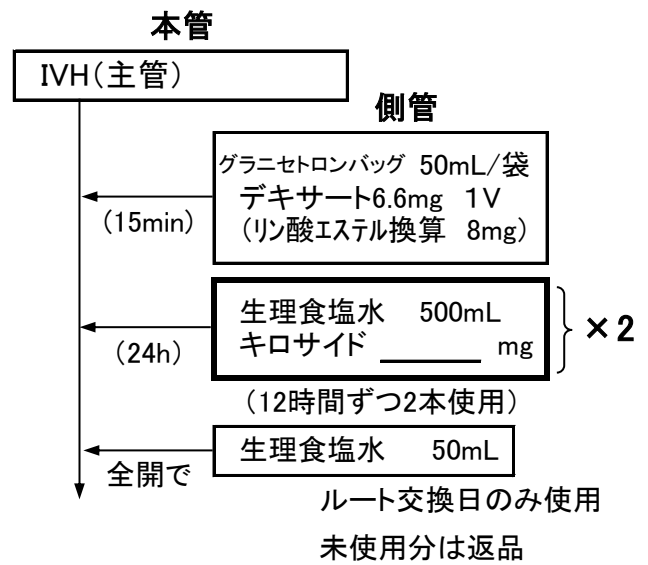 本管
IVH(主管)
側管
グラニセトロンバッグ 50mL/袋
デキサート6.6mg 1V
(リン酸エステル換算 8mg)
(15min)
生理食塩水 500mL
キロサイド ______ mg
×2
(24h)
(12時間ずつ2本使用)
生理食塩水 50mL
全開で
ルート交換日のみ使用
未使用分は返品